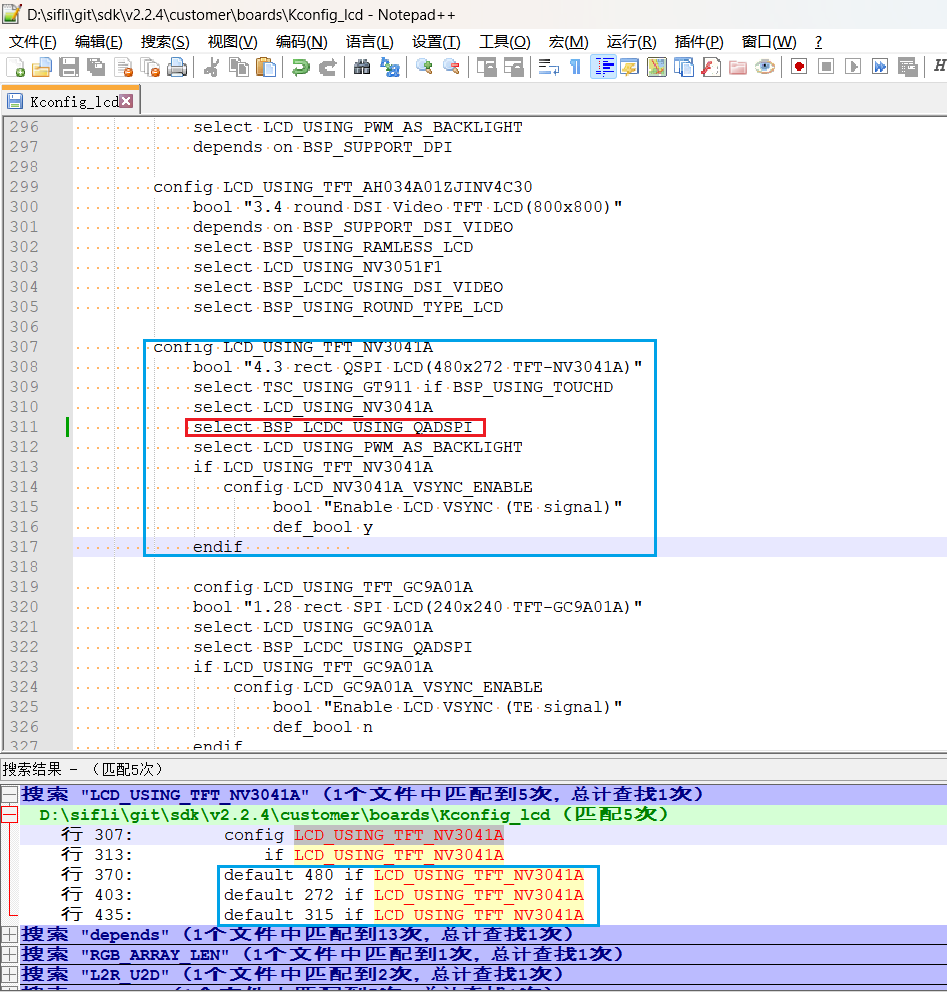 D:\sifli\git\sdk\v2.2.4\customer\boards\Kconfig_lcd - Notepad++
文件(F) 编辑(E) 搜索(S) 视图(V) 编码(N) 语言(L) 设置(T) 工具(O) 宏(M) 运行(R) 插件(P) 窗口(W) ?
Kconfig_lcd
296 select LCD_USING_PWM_AS_BACKLIGHT
297 depends on BSP_SUPPORT_DPI
298
299 config LCD_USING_TFT_AH034A01ZJINV4C30
300 bool "3.4 round DSI Video TFT LCD(800x800)"
301 depends on BSP_SUPPORT_DSI_VIDEO
302 select BSP_USING_RAMLESS_LCD
303 select LCD_USING_NV3051F1
304 select BSP_LCDC_USING_DSI_VIDEO
305 select BSP_USING_ROUND_TYPE_LCD
306
307 config LCD_USING_TFT_NV3041A
308 bool "4.3 rect QSPI LCD(480x272 TFT-NV3041A)"
309 select TSC_USING_GT911 if BSP_USING_TOUCHD
310 select LCD_USING_NV3041A
311 select BSP_LCDC_USING_QADSPI
312 select LCD_USING_PWM_AS_BACKLIGHT
313 if LCD_USING_TFT_NV3041A
314 config LCD_NV3041A_VSYNC_ENABLE
315 bool "Enable LCD VSYNC (TE signal)"
316 def_bool y
317 endif
318
319 config LCD_USING_TFT_GC9A01A
320 bool "1.28 rect SPI LCD(240x240 TFT-GC9A01A)"
321 select LCD_USING_GC9A01A
322 select BSP_LCDC_USING_QADSPI
323 if LCD_USING_TFT_GC9A01A
324 config LCD_GC9A01A_VSYNC_ENABLE
325 bool "Enable LCD VSYNC (TE signal)"
326 def_bool n
327 endif
搜索结果 - (匹配5次)
搜索 "LCD_USING_TFT_NV3041A" (1个文件中匹配到5次, 总计查找1次)
D:\sifli\git\sdk\v2.2.4\customer\boards\Kconfig_lcd (匹配5次)
行 307: config LCD_USING_TFT_NV3041A
行 313: if LCD_USING_TFT_NV3041A
行 370: default 480 if LCD_USING_TFT_NV3041A
行 403: default 272 if LCD_USING_TFT_NV3041A
行 435: default 315 if LCD_USING_TFT_NV3041A
搜索 "depends" (1个文件中匹配到13次, 总计查找1次)
搜索 "RGB_ARRAY_LEN" (1个文件中匹配到1次, 总计查找1次)
搜索 "L2R_U2D" (1个文件中匹配到2次, 总计查找1次)